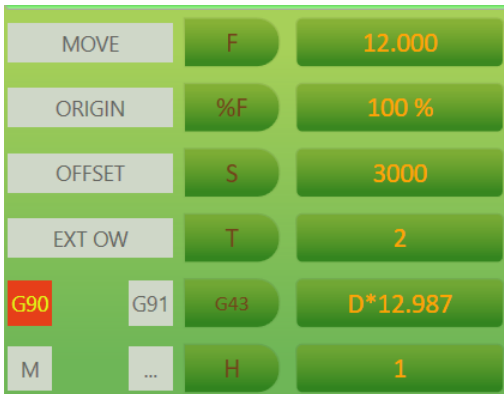 MOVE F 12.000
ORIGIN %F 100 %
OFFSET S 3000
EXT OW T 2
G90 G91 G43 D*12.987
M ... H 1